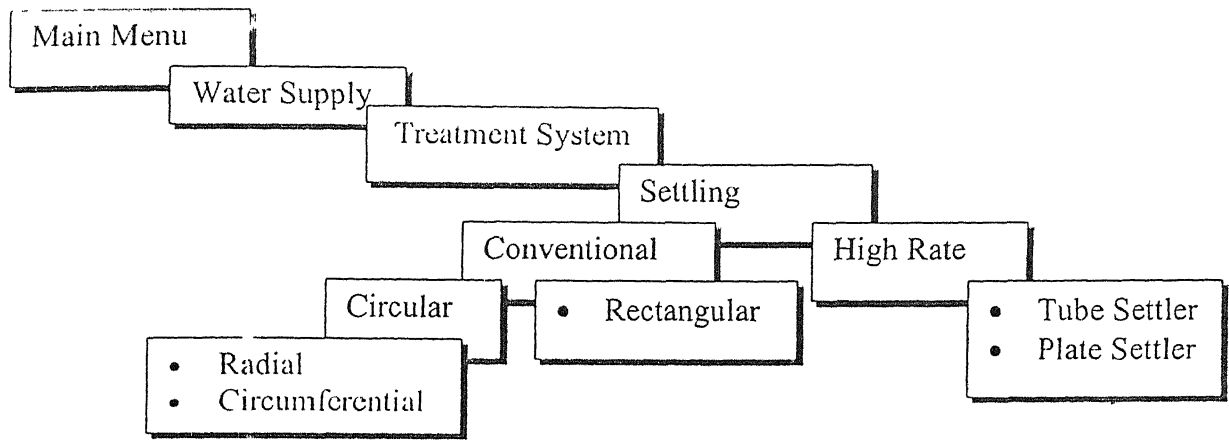 Main Menu
Water Supply
Treatment System
Settling
Conventional
High Rate
Circular
• Rectangular
• Tube Settler
• Plate Settler
• Radial
• Circumferential